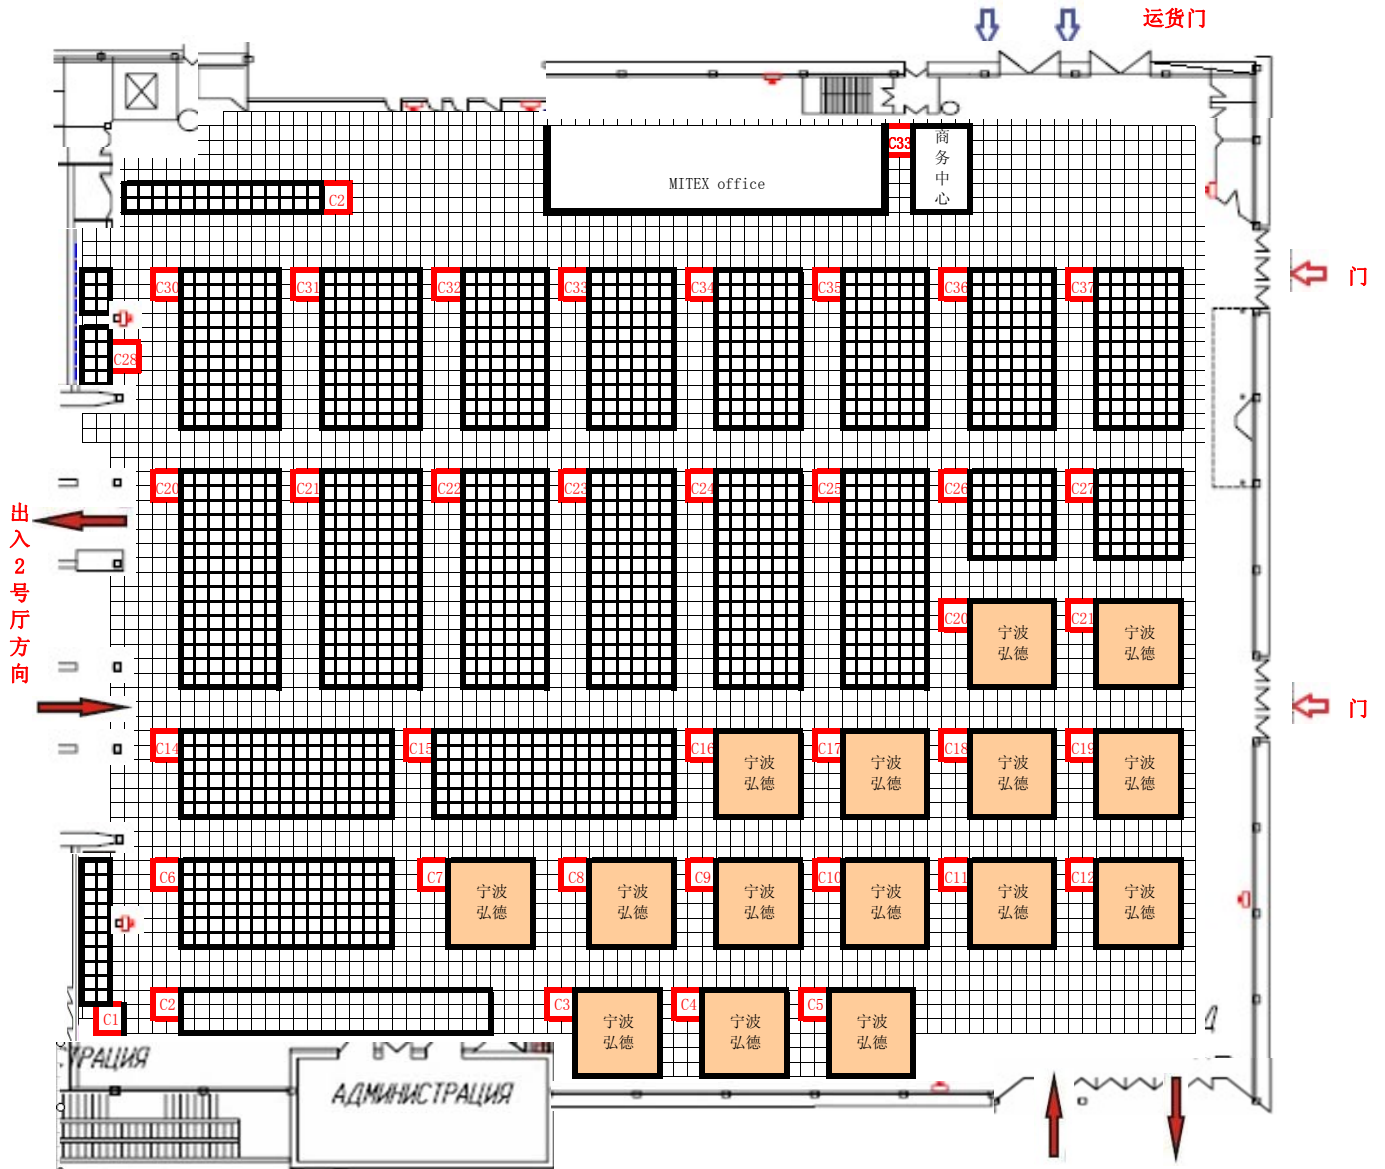 运货门
C33
商
务
中
心
MITEX office
C2
C30
C31
C32
C33
C34
C35
C36
C37
门
C28
C20
C21
C22
C23
C24
C25
C26
C27
出
入
2
号
厅
方
向
C20
宁波
弘德
C21
宁波
弘德
门
C14
C15
C16
宁波
弘德
C17
宁波
弘德
C18
宁波
弘德
C19
宁波
弘德
C6
C7
宁波
弘德
C8
宁波
弘德
C9
宁波
弘德
C10
宁波
弘德
C11
宁波
弘德
C12
宁波
弘德
C1
C2
C3
宁波
弘德
C4
宁波
弘德
C5
宁波
弘德
РАЦИЯ
АДМИНИСТРАЦИЯ